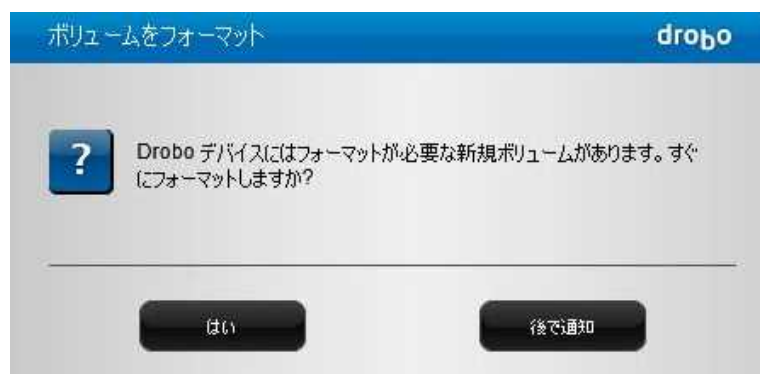 ボリュームをフォーマット drobo
? Drobo デバイスにはフォーマットが必要な新規ボリュームがあります。すぐ
にフォーマットしますか?
はい 後で通知